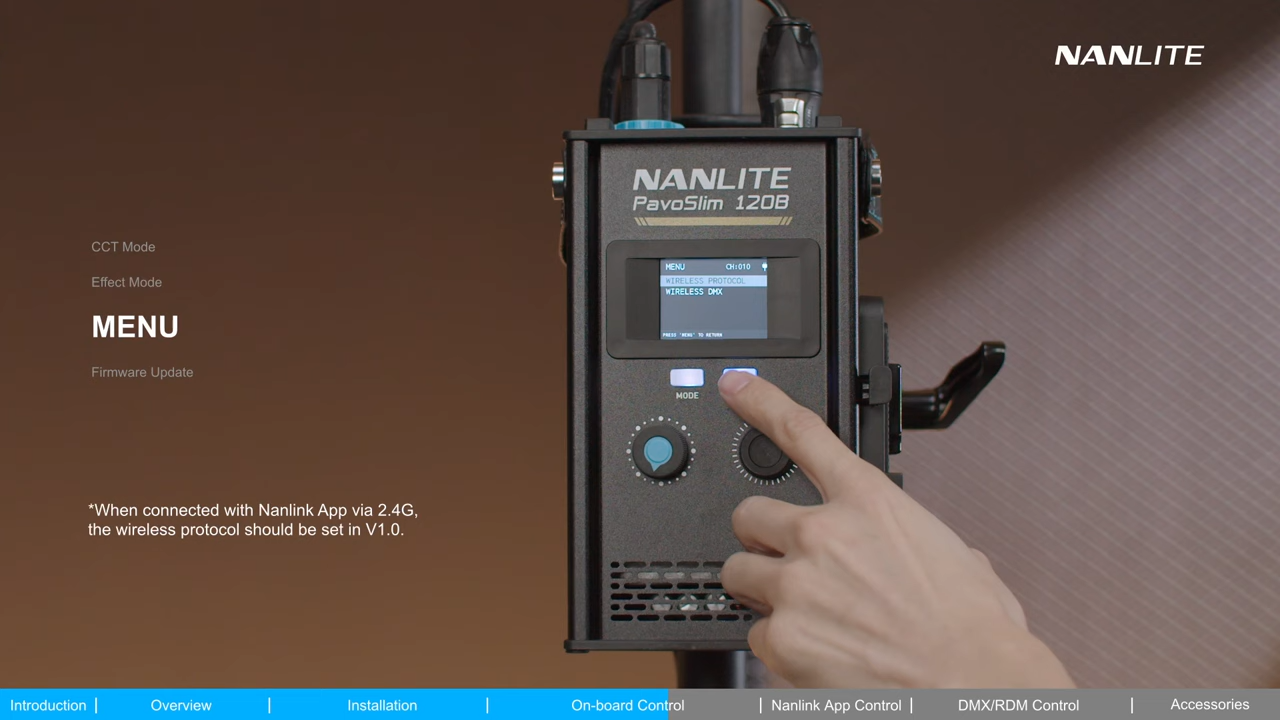 NANLITE
NANLITE
PavoSlim 120B
CCT Mode
Effect Mode
MENU
Firmware Update
MENU CH:010
WIRELESS PROTOCOL
WIRELESS DMX
PRESS 'MENU' TO RETURN
MODE
*When connected with Nanlink App via 2.4G,
the wireless protocol should be set in V1.0.
Introduction | Overview | Installation | On-board Control | Nanlink App Control | DMX/RDM Control | Accessories